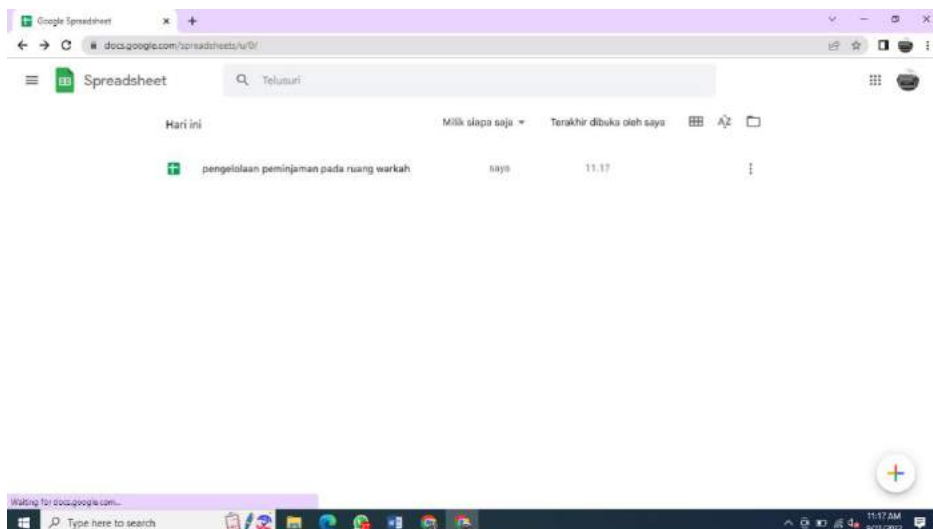 Google Spreadsheet
docs.google.com/spreadsheets/u/0/
Spreadsheet
Telusuri
Hari ini
Milik siapa saja
Terakhir dibuka oleh saya
pengelolaan peminjaman pada ruang warkah
saya
11.17
Waiting for docs.google.com...
Type here to search
11:17 AM